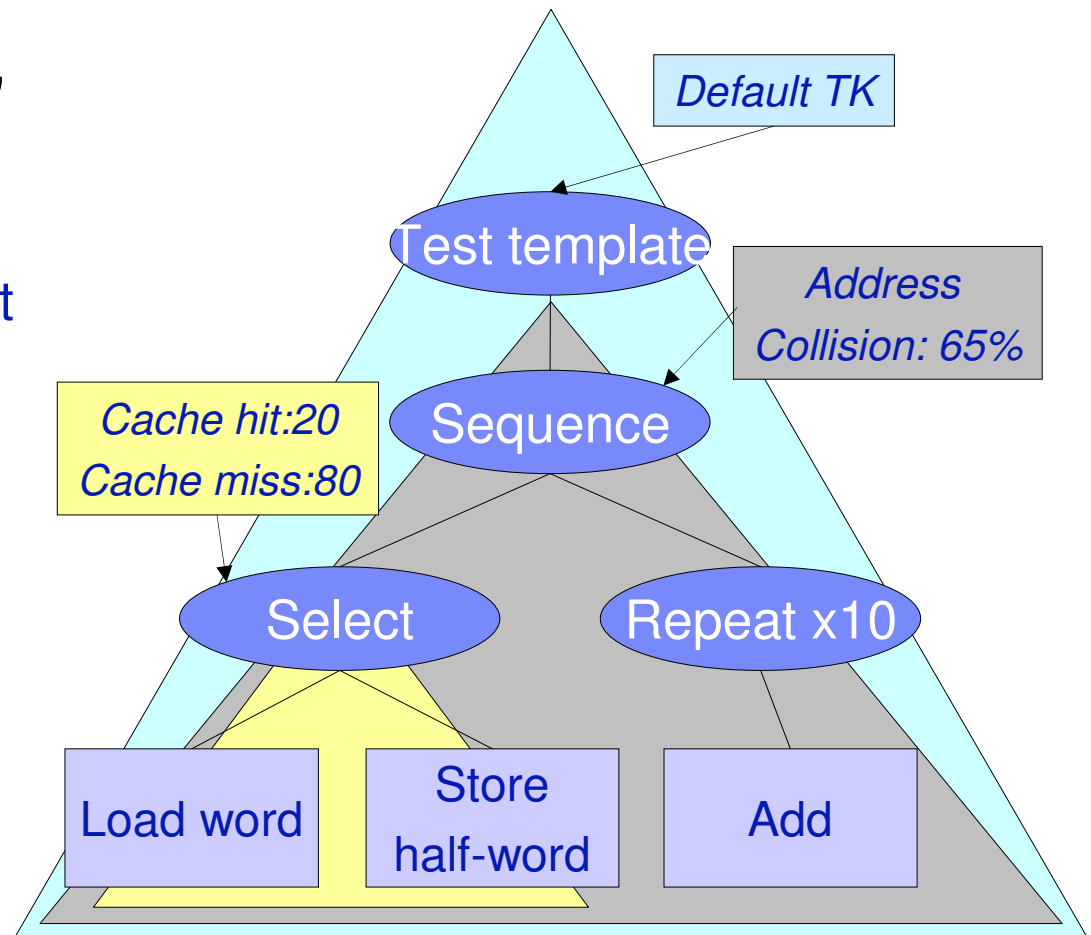 ,
Default TK
Test template
t
Address
Collision: 65%
Cache hit:20
Cache miss:80
Sequence
Select
Repeat x10
Load word
Store
half-word
Add